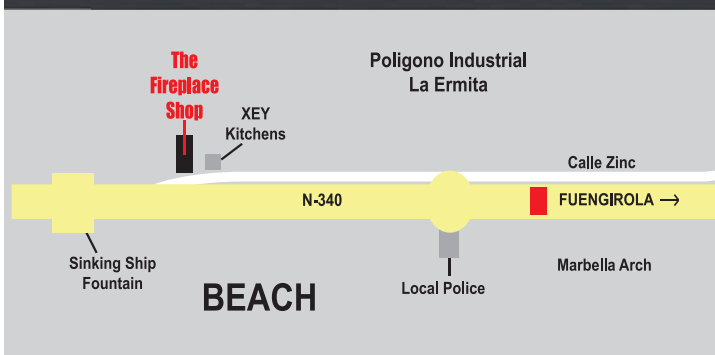 The
Fireplace
Shop
XEY
Kitchens
Poligono Industrial
La Ermita
Calle Zinc
N-340
FUENGIROLA →
Sinking Ship
Fountain
BEACH
Local Police
Marbella Arch